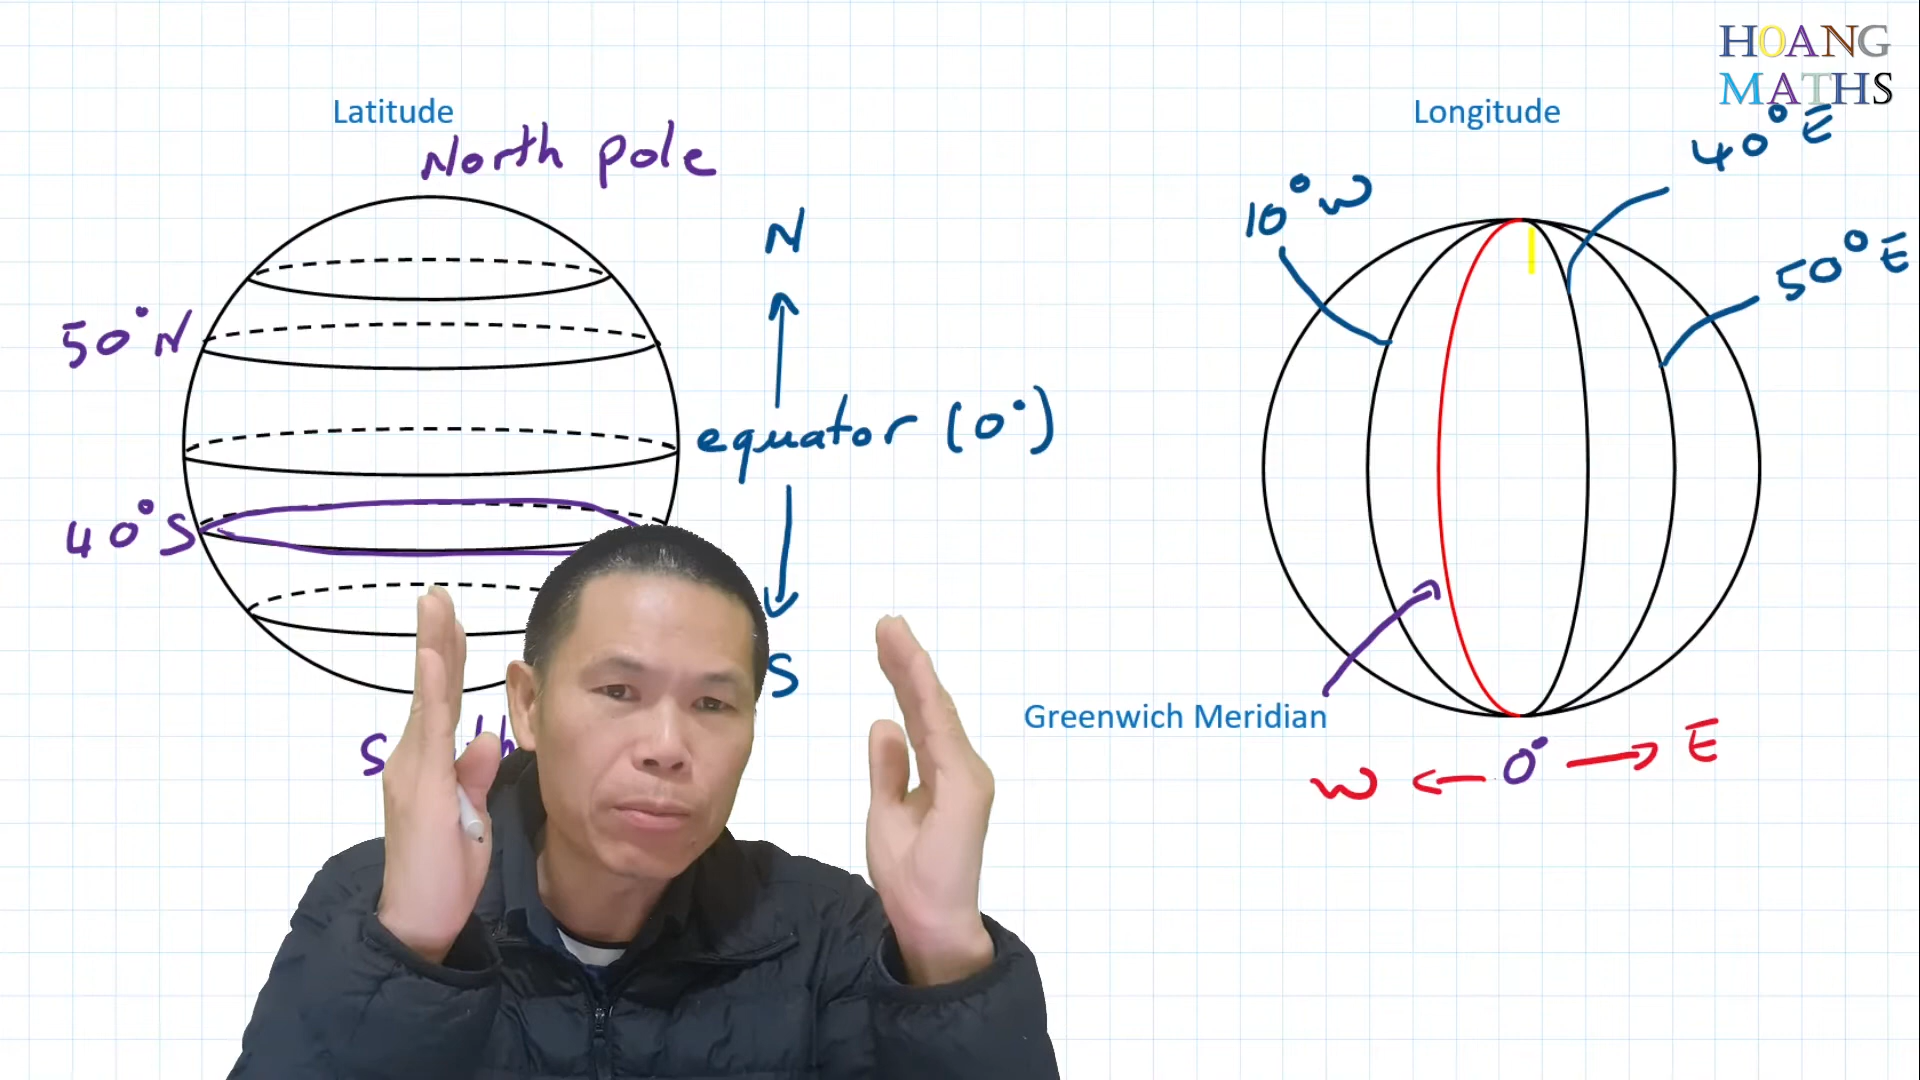 HOANG
MATHS
Latitude
North pole
50°N
40°S
N
equator (0°)
S
Longitude
10°W
40°E
50°E
Greenwich Meridian
W ← 0° → E